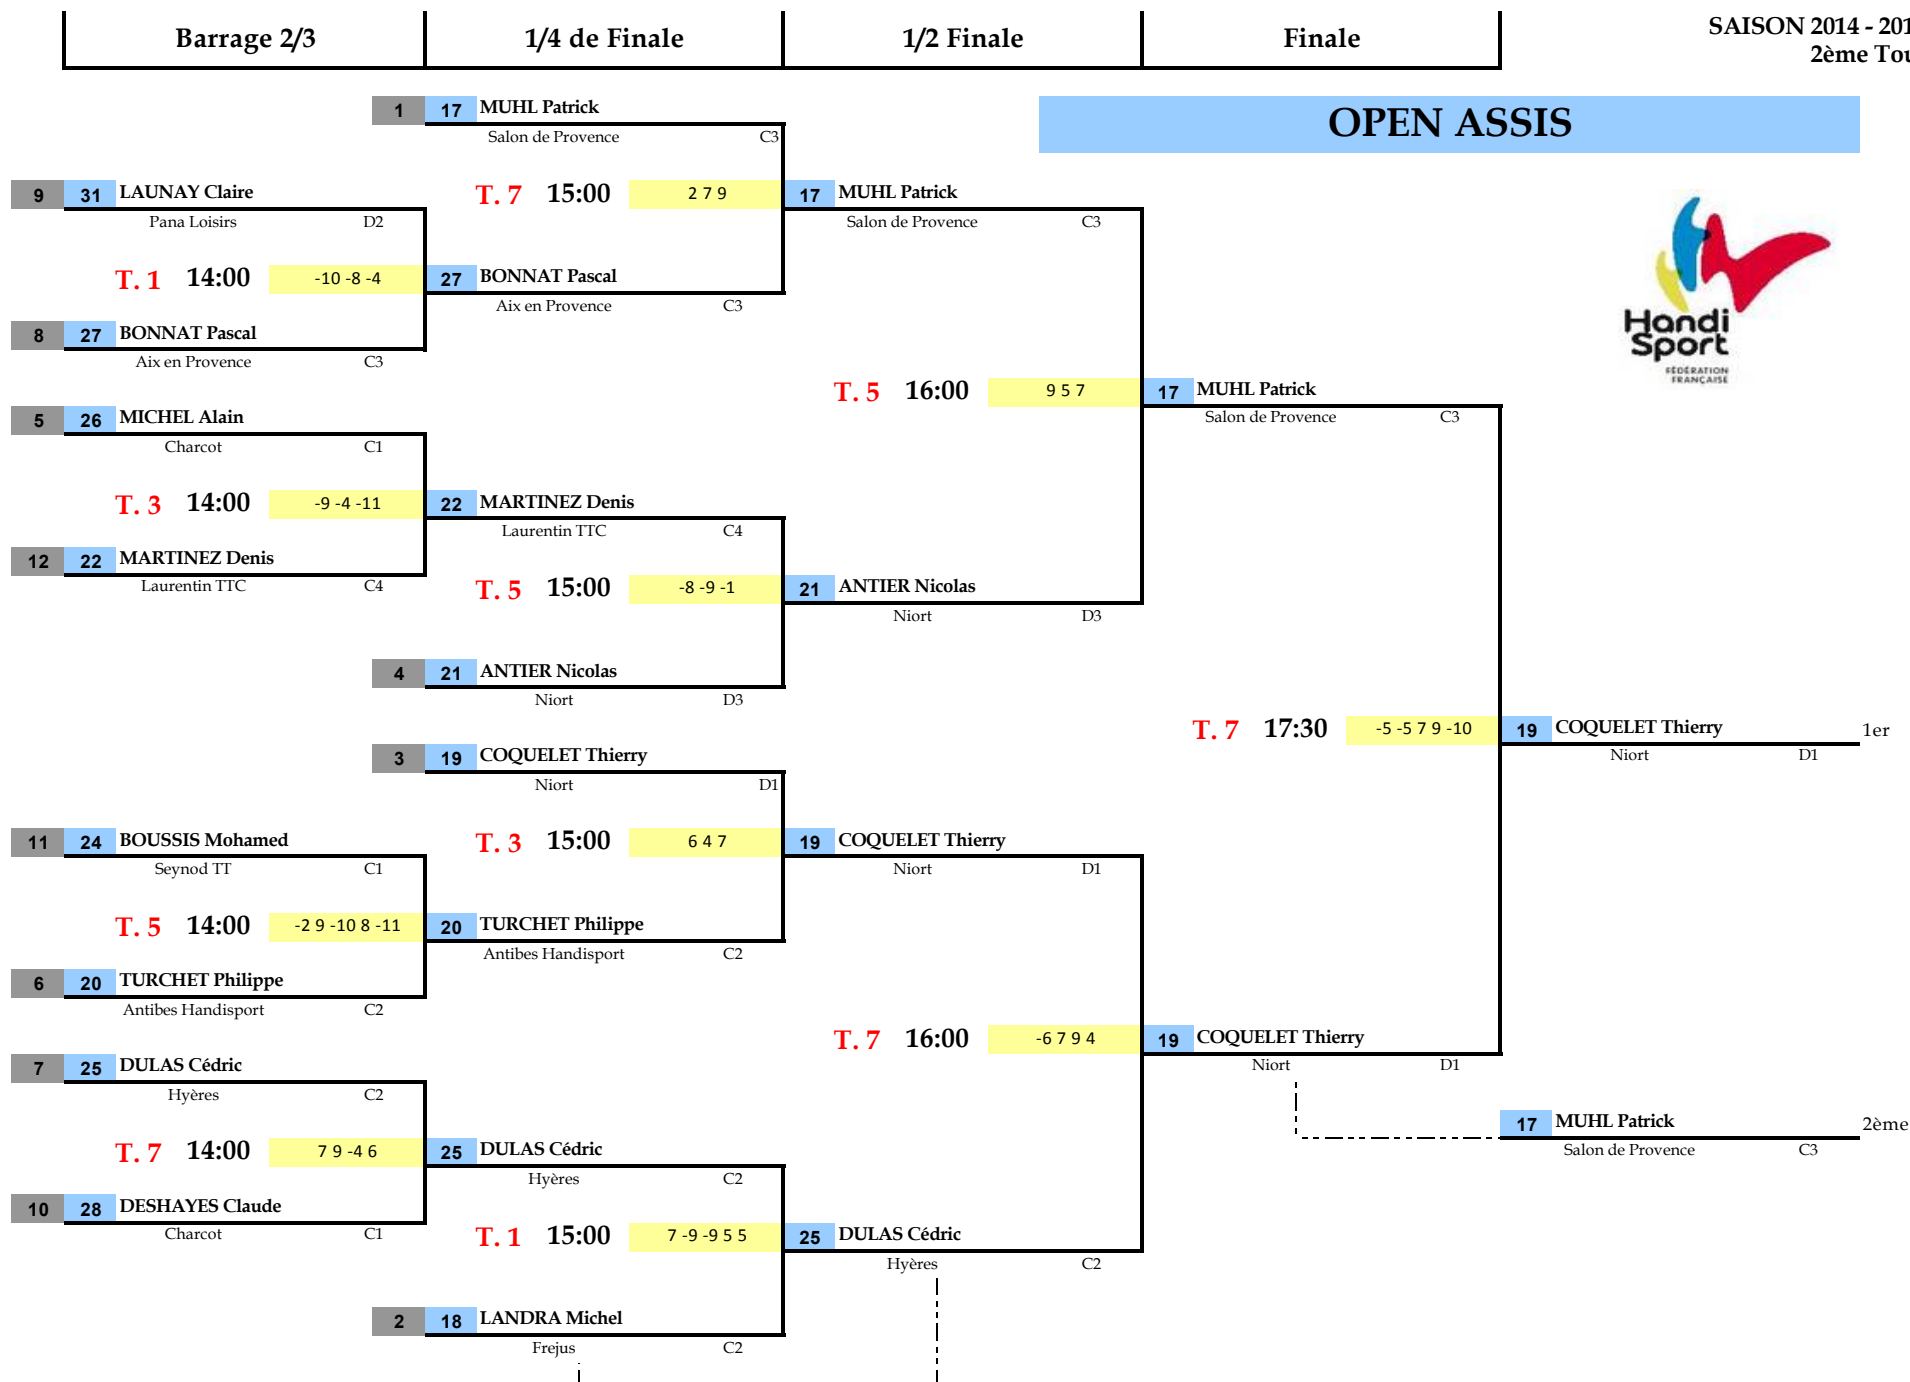 Barrage 2/3 1/4 de Finale 1/2 Finale Finale
SAISON 2014 - 201
2ème Tou
OPEN ASSIS
1 17 MUHL Patrick
Salon de Provence C3
9 31 LAUNAY Claire
Pana Loisirs D2
T. 7 15:00 2 7 9
17 MUHL Patrick
Salon de Provence C3
T. 1 14:00 -10 -8 -4
27 BONNAT Pascal
Aix en Provence C3
8 27 BONNAT Pascal
Aix en Provence C3
Handi
Sport
FÉDÉRATION
FRANÇAISE
T. 5 16:00 9 5 7
17 MUHL Patrick
Salon de Provence C3
5 26 MICHEL Alain
Charcot C1
T. 3 14:00 -9 -4 -11
22 MARTINEZ Denis
Laurentin TTC C4
12 22 MARTINEZ Denis
Laurentin TTC C4
T. 5 15:00 -8 -9 -1
21 ANTIER Nicolas
Niort D3
4 21 ANTIER Nicolas
Niort D3
T. 7 17:30 -5 -5 7 9 -10
19 COQUELET Thierry 1er
Niort D1
3 19 COQUELET Thierry
Niort D1
11 24 BOUSSIS Mohamed
Seynod TT C1
T. 3 15:00 6 4 7
19 COQUELET Thierry
Niort D1
T. 5 14:00 -2 9 -10 8 -11
20 TURCHET Philippe
Antibes Handisport C2
6 20 TURCHET Philippe
Antibes Handisport C2
T. 7 16:00 -6 7 9 4
19 COQUELET Thierry
Niort D1
7 25 DULAS Cédric
Hyères C2
17 MUHL Patrick 2ème
Salon de Provence C3
T. 7 14:00 7 9 -4 6
25 DULAS Cédric
Hyères C2
10 28 DESHAYES Claude
Charcot C1
T. 1 15:00 7 -9 -9 5 5
25 DULAS Cédric
Hyères C2
2 18 LANDRA Michel
Frejus C2